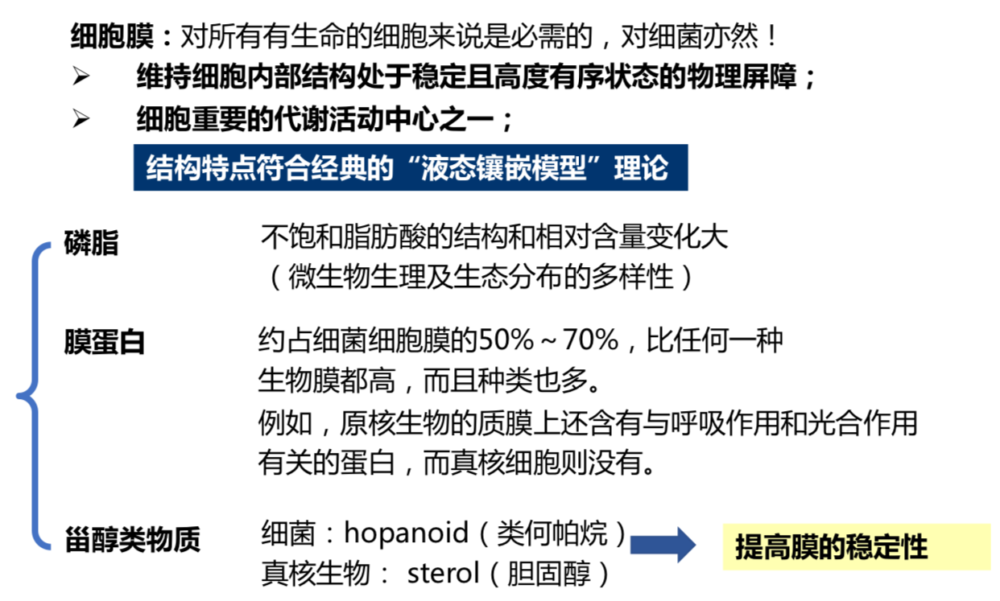 细胞膜：对所有有生命的细胞来说是必需的，对细菌亦然！
➢ 维持细胞内部结构处于稳定且高度有序状态的物理屏障；
➢ 细胞重要的代谢活动中心之一；
结构特点符合经典的“液态镶嵌模型”理论
磷脂 不饱和脂肪酸的结构和相对含量变化大
（微生物生理及生态分布的多样性）
膜蛋白 约占细菌细胞膜的50%～70%，比任何一种
生物膜都高，而且种类也多。
例如，原核生物的质膜上还含有与呼吸作用和光合作用
有关的蛋白，而真核细胞则没有。
甾醇类物质 细菌：hopanoid（类何帕烷） 提高膜的稳定性
真核生物： sterol（胆固醇）